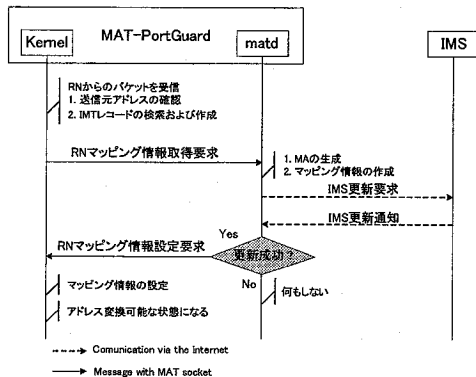 MAT-PortGuard
Kernel
matd
IMS
RNからのパケットを受信
1. 送信元アドレスの確認
2. IMTレコードの検索および作成
RNマッピング情報取得要求
1. MAの生成
2. マッピング情報の作成
IMS更新要求
IMS更新通知
Yes
RNマッピング情報設定要求
更新成功?
No
マッピング情報の設定
何もしない
アドレス変換可能な状態になる
Comunication via the internet
Message with MAT socket